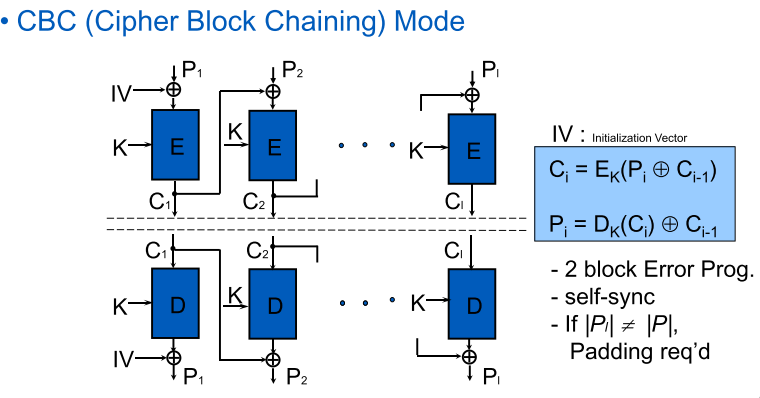 • CBC (Cipher Block Chaining) Mode
P1 P2 Pl
IV
K E K E • • • K E
C1 C2 Cl
C1 C2 Cl
K D K D • • • K D
IV
P1 P2 Pl
IV : Initialization Vector
Ci = EK(Pi ⊕ Ci-1)
Pi = DK(Ci) ⊕ Ci-1
- 2 block Error Prog.
- self-sync
- If |Pl| ≠ |P|,
Padding req'd